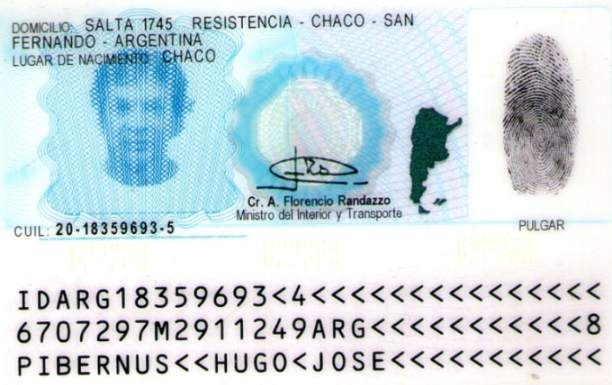 DOMICILIO: SALTA 1745 RESISTENCIA - CHACO - SAN
FERNANDO - ARGENTINA
LUGAR DE NACIMIENTO: CHACO
Cr. A. Florencio Randazzo
Ministro del Interior y Transporte
CUIL: 20-18359693-5
PULGAR
IDARG18359693<4<<<<<<<<<<<<<<<
6707297M2911249ARG<<<<<<<<<<<8
PIBERNUS<<HUGO<JOSE<<<<<<<<<<<